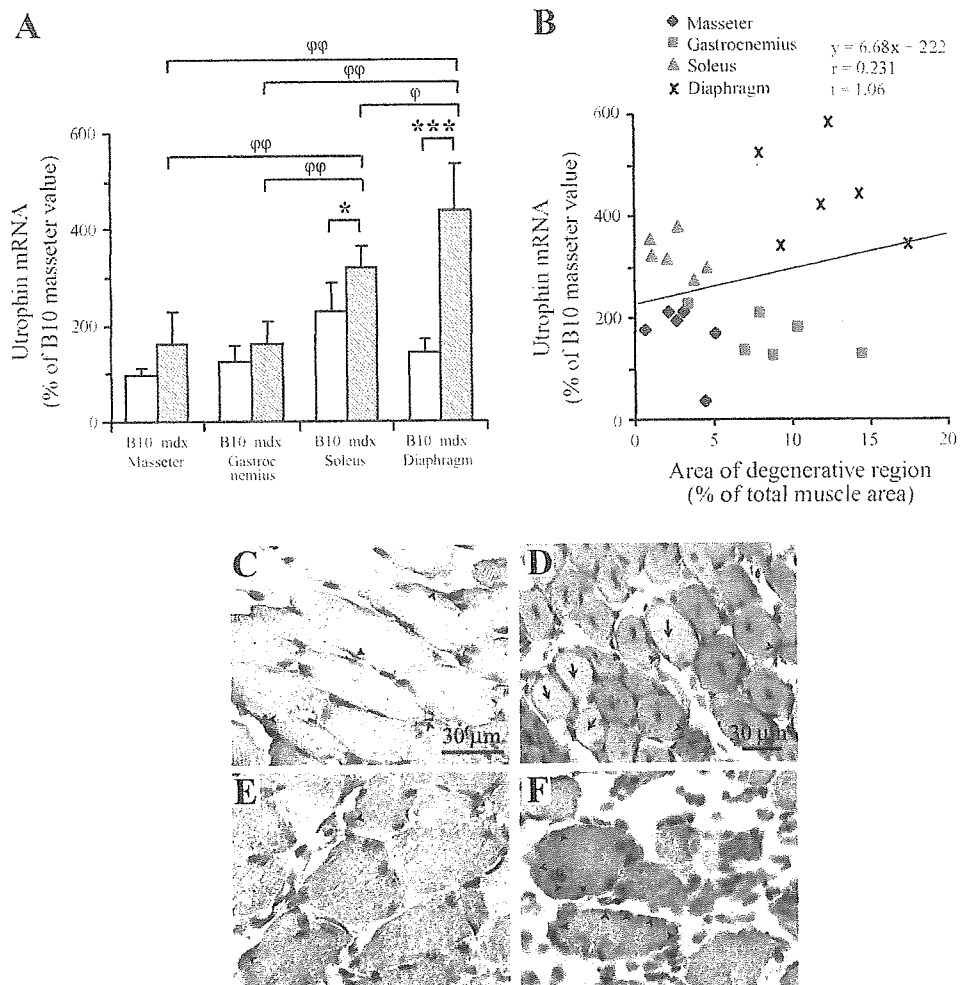 A
φφ
φφ
φ
***
φφ
φφ
*
Utrophin mRNA
(% of B10 masseter value)
600
400
200
0
B10 mdx B10 mdx B10 mdx B10 mdx
Masseter Gastroc nemius Soleus Diaphragm
B
Masseter
Gastrocnemius
Soleus
Diaphragm
y = 6.68x - 222
r = 0.231
t = 1.06
Utrophin mRNA
(% of B10 masseter value)
600
400
200
0
0 5 10 15 20
Area of degenerative region
(% of total muscle area)
C
30 μm
D
30 μm
E
F